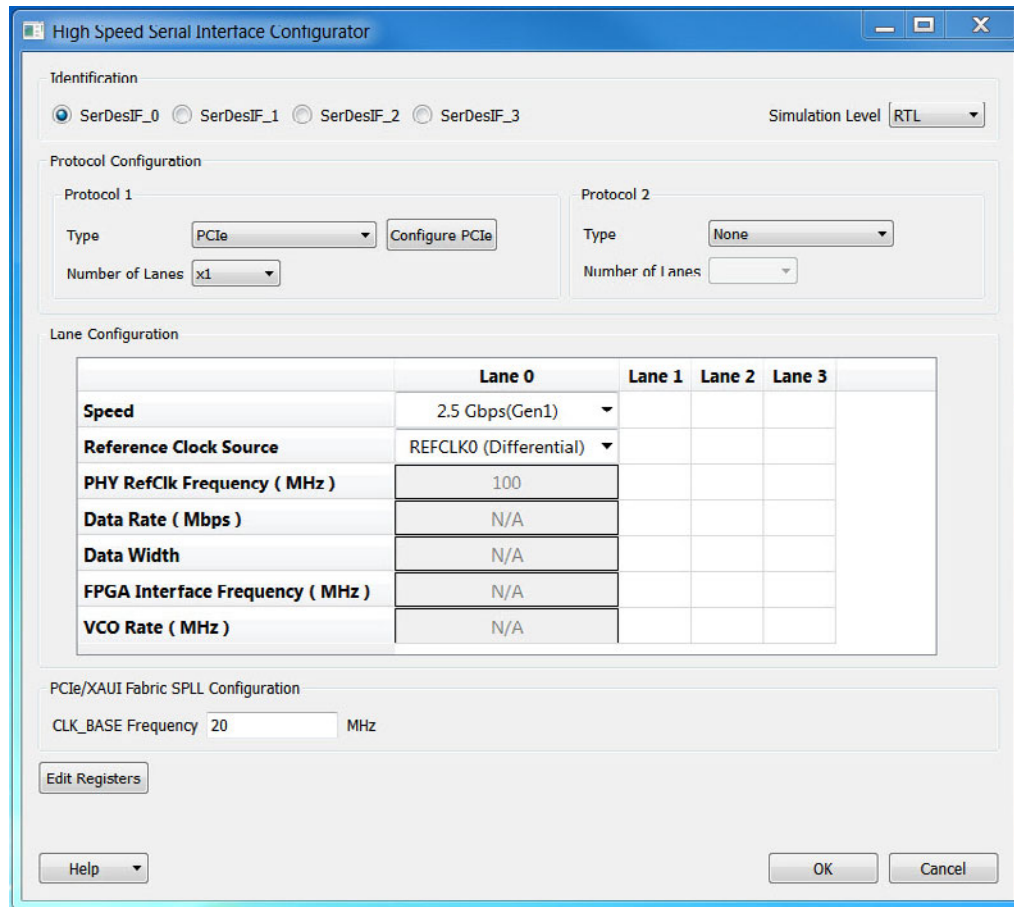 High Speed Serial Interface Configurator
Identification
SerDesIF_0 SerDesIF_1 SerDesIF_2 SerDesIF_3 Simulation Level RTL
Protocol Configuration
Protocol 1 Protocol 2
Type PCIe Configure PCIe Type None
Number of Lanes x1 Number of Lanes
Lane Configuration
Lane 0 Lane 1 Lane 2 Lane 3
Speed 2.5 Gbps(Gen1)
Reference Clock Source REFCLK0 (Differential)
PHY RefClk Frequency ( MHz ) 100
Data Rate ( Mbps ) N/A
Data Width N/A
FPGA Interface Frequency ( MHz ) N/A
VCO Rate ( MHz ) N/A
PCIe/XAUI Fabric SPLL Configuration
CLK_BASE Frequency 20 MHz
Edit Registers
Help OK Cancel